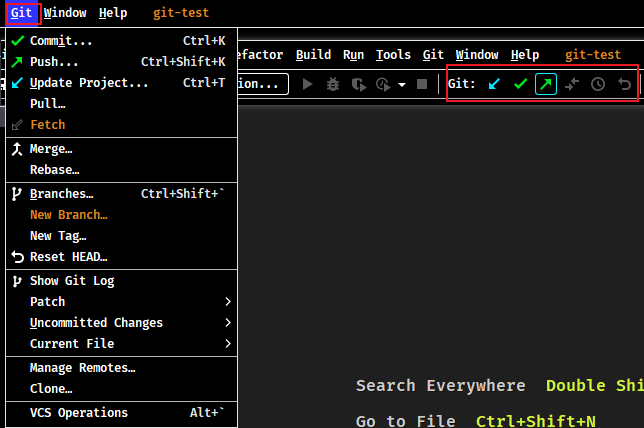 Git Window Help git-test
Commit... Ctrl+K
Push... Ctrl+Shift+K
Update Project... Ctrl+T
Pull...
Fetch
Merge...
Rebase...
Branches... Ctrl+Shift+`
New Branch...
New Tag...
Reset HEAD...
Show Git Log
Patch
Uncommitted Changes
Current File
Manage Remotes...
Clone...
VCS Operations Alt+`
efactor Build Run Tools Git Window Help git-test
ion... Git:
Search Everywhere Double Shi
Go to File Ctrl+Shift+N